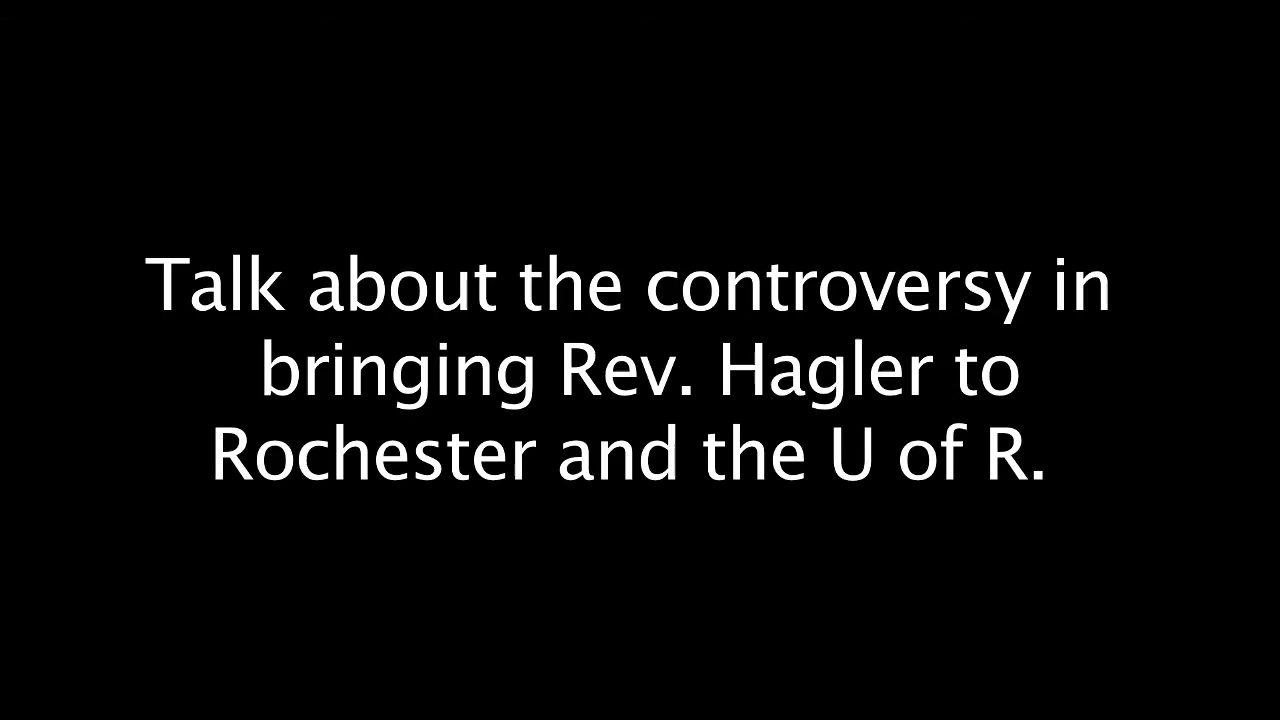 Talk about the controversy in
bringing Rev. Hagler to
Rochester and the U of R.